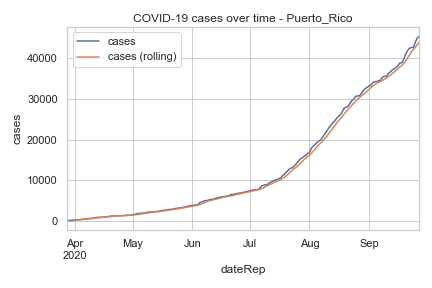 COVID-19 cases over time - Puerto_Rico
cases
cases (rolling)
cases
40000
30000
20000
10000
0
Apr May Jun Jul Aug Sep
2020
dateRep